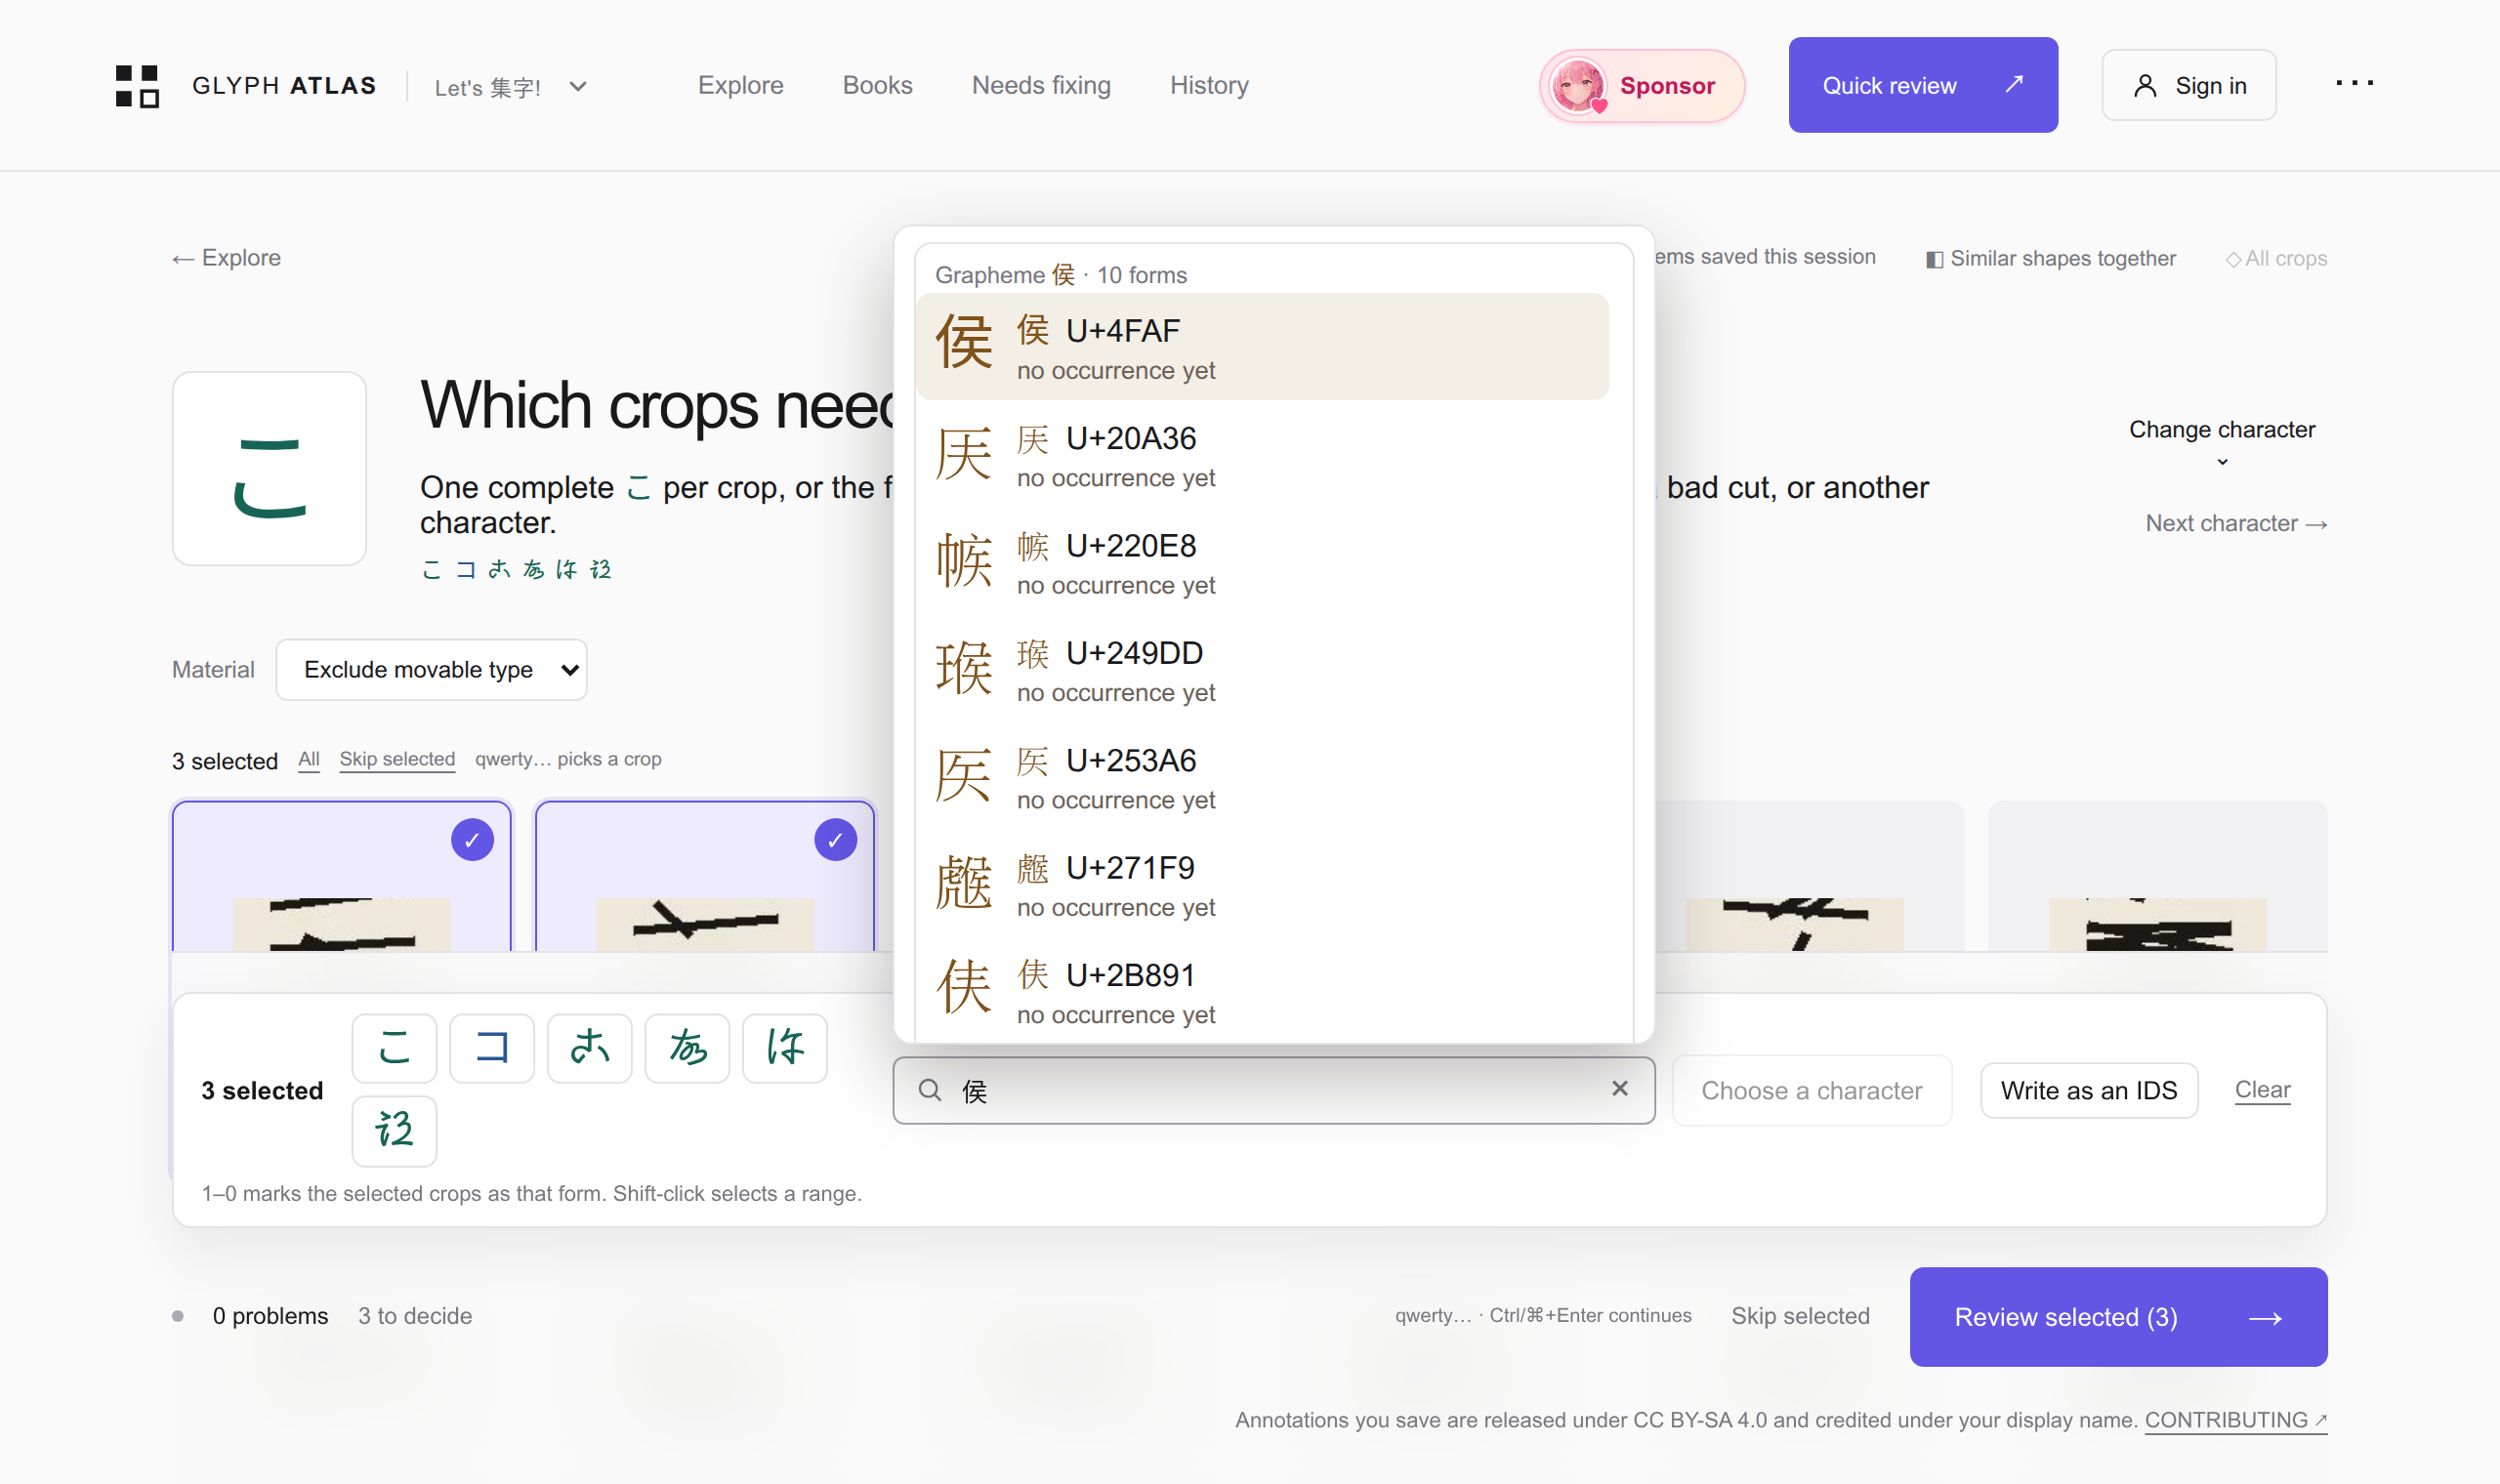 GLYPH ATLAS
Let's 集字!
Explore
Books
Needs fixing
History
Sponsor
Quick review ↗
Sign in
← Explore
ems saved this session
Similar shapes together
All crops
こ
Which crops need
One complete こ per crop, or the f
bad cut, or another
character.
Change character
Next character →
Material
Exclude movable type
3 selected All Skip selected qwerty… picks a crop
Grapheme 侯 · 10 forms
侯 侯 U+4FAF
no occurrence yet
𠨶 𠨶 U+20A36
no occurrence yet
𢃨 𢃨 U+220E8
no occurrence yet
𤧝 𤧝 U+249DD
no occurrence yet
𥎦 𥎦 U+253A6
no occurrence yet
𧇹 𧇹 U+271F9
no occurrence yet
𫢑 𫢑 U+2B891
no occurrence yet
3 selected
こ コ
侯
Choose a character
Write as an IDS
Clear
1–0 marks the selected crops as that form. Shift-click selects a range.
0 problems 3 to decide
qwerty… · Ctrl/⌘+Enter continues
Skip selected
Review selected (3) →
Annotations you save are released under CC BY-SA 4.0 and credited under your display name. CONTRIBUTING ↗